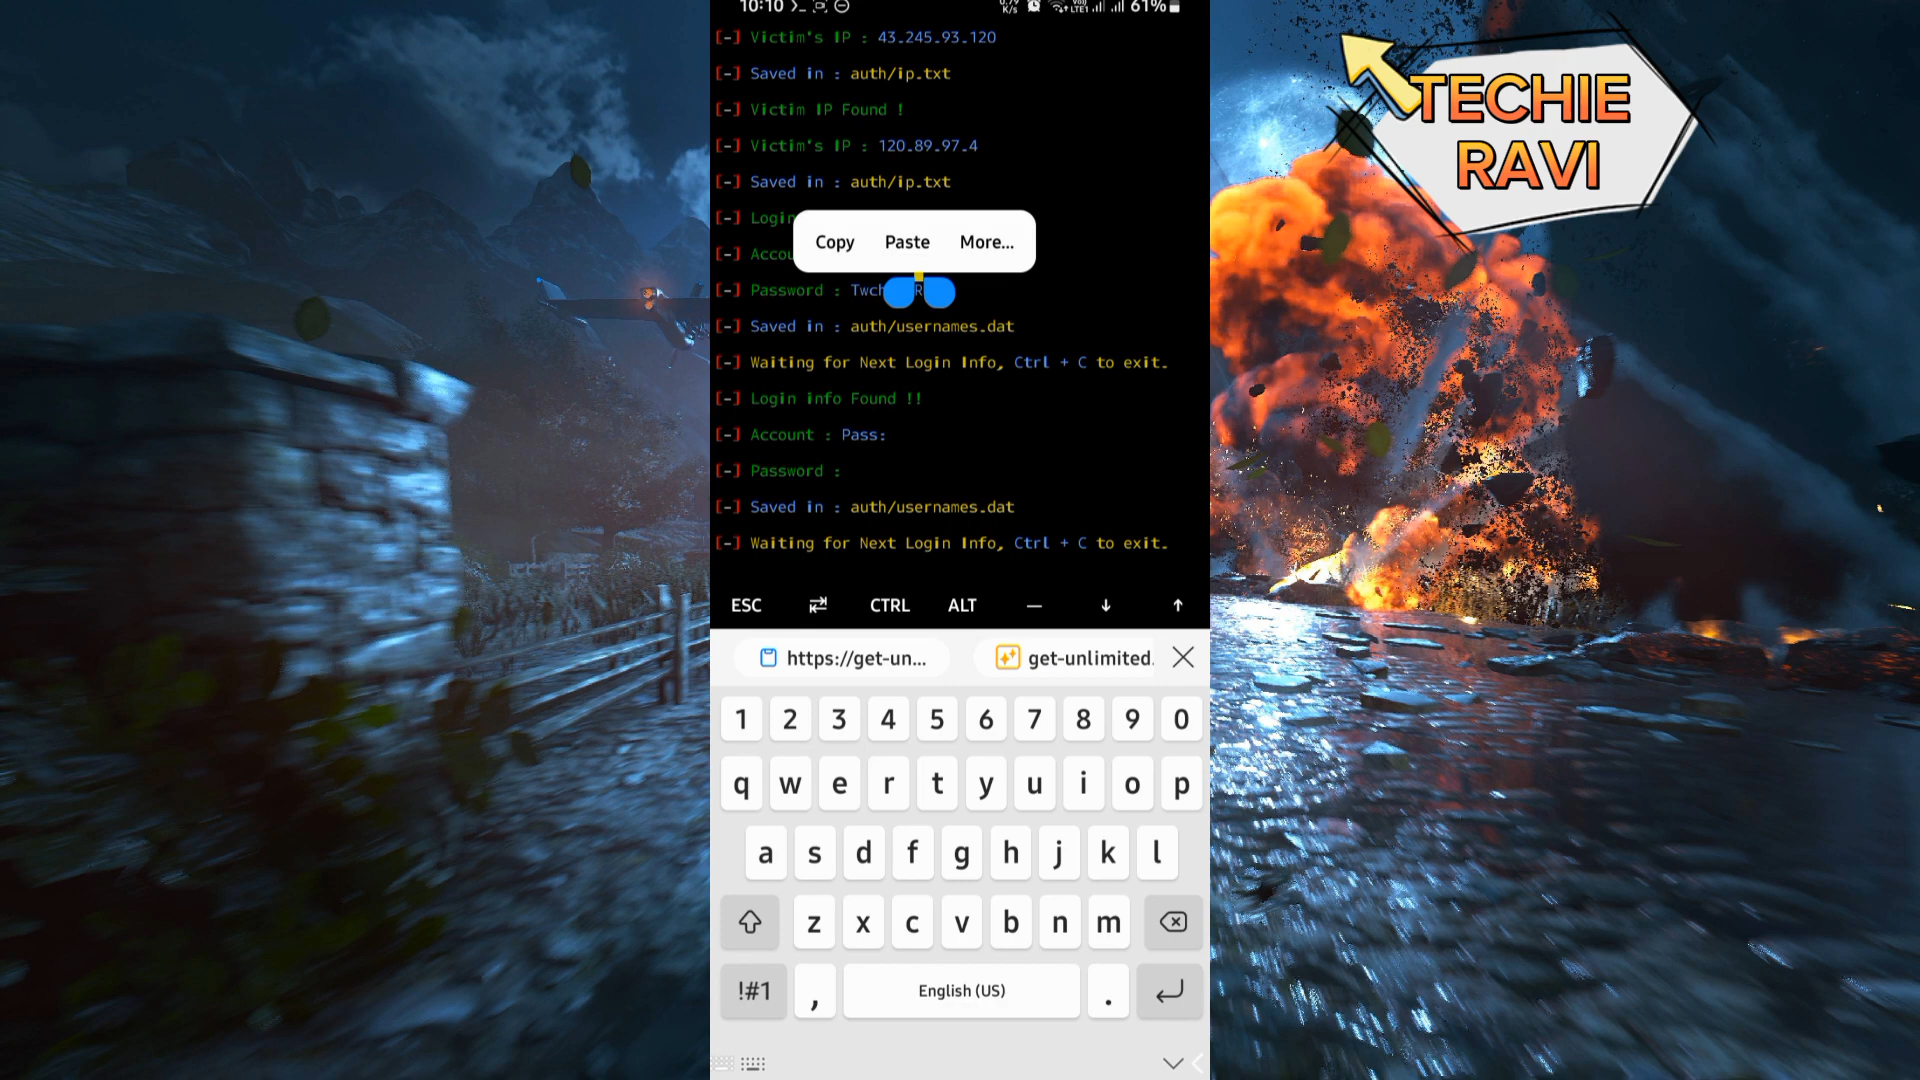 10:10 61%
[-] Victim's IP : 43.245.93.120
[-] Saved in : auth/ip.txt
[-] Victim IP Found !
[-] Victim's IP : 120.89.97.4
[-] Saved in : auth/ip.txt
[-] Login
[-] Accou
Copy Paste More...
[-] Password : Twch R
[-] Saved in : auth/usernames.dat
[-] Waiting for Next Login Info, Ctrl + C to exit.
[-] Login info Found !!
[-] Account : Pass:
[-] Password :
[-] Saved in : auth/usernames.dat
[-] Waiting for Next Login Info, Ctrl + C to exit.
ESC CTRL ALT — ↓ ↑
https://get-un... get-unlimited.
1 2 3 4 5 6 7 8 9 0
q w e r t y u i o p
a s d f g h j k l
z x c v b n m
!#1 , English (US) .
TECHIE
RAVI